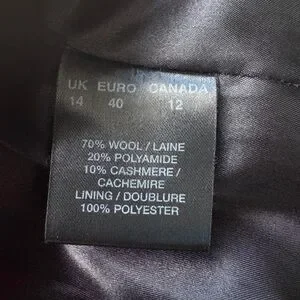 UK EURO CANADA
14 40 12
70% WOOL / LAINE
20% POLYAMIDE
10% CASHMERE /
CACHEMIRE
LINING / DOUBLURE
100% POLYESTER